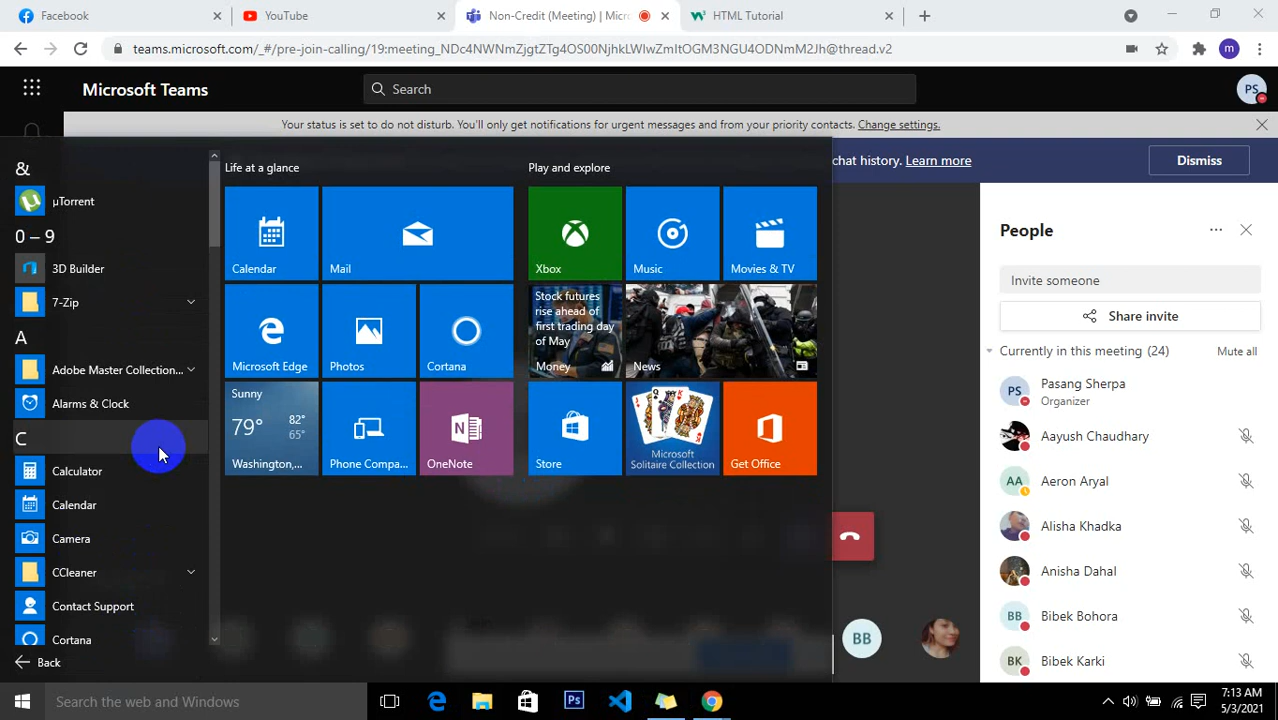 Facebook
YouTube
Non-Credit (Meeting) | Micro
HTML Tutorial
m
teams.microsoft.com/_#/pre-join-calling/19:meeting_NDc4NWNmZjgtZTg4OS00NjhkLWIwZmItOGM3NGU4ODNmM2Jh@thread.v2
Microsoft Teams
Search
PS
Your status is set to do not disturb. You'll only get notifications for urgent messages and from your priority contacts. Change settings.
chat history. Learn more
Dismiss
&
µTorrent
0 – 9
3D Builder
7-Zip
A
Adobe Master Collection...
Alarms & Clock
C
Calculator
Calendar
Camera
CCleaner
Contact Support
Cortana
Back
Life at a glance
Calendar
Mail
Microsoft Edge
Photos
Cortana
Sunny
79°
82°
65°
Washington,...
Phone Compa...
OneNote
Play and explore
Xbox
Music
Movies & TV
Stock futures
rise ahead of
first trading day
of May
Money
News
Store
Microsoft
Solitaire Collection
Get Office
People
Invite someone
Share invite
Currently in this meeting (24)
Mute all
PS
Pasang Sherpa
Organizer
Aayush Chaudhary
AA
Aeron Aryal
Alisha Khadka
Anisha Dahal
BB
Bibek Bohora
BK
Bibek Karki
BB
Search the web and Windows
Ps
7:13 AM
5/3/2021